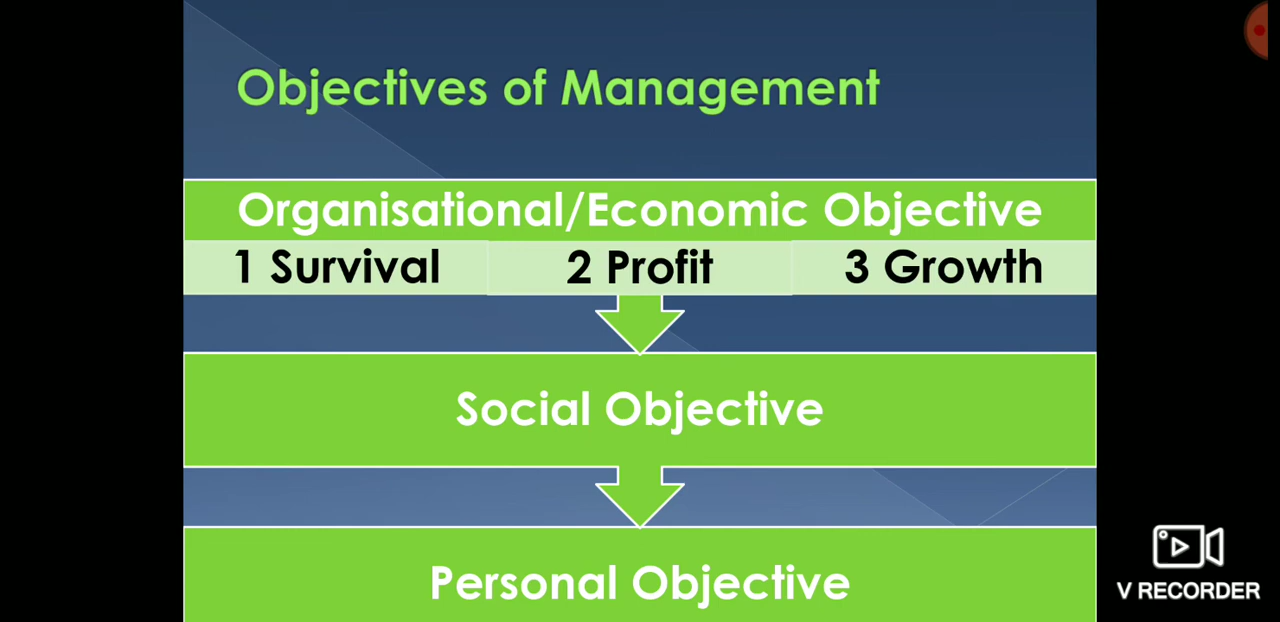 Objectives of Management
Organisational/Economic Objective
1 Survival 2 Profit 3 Growth
Social Objective
Personal Objective
V RECORDER